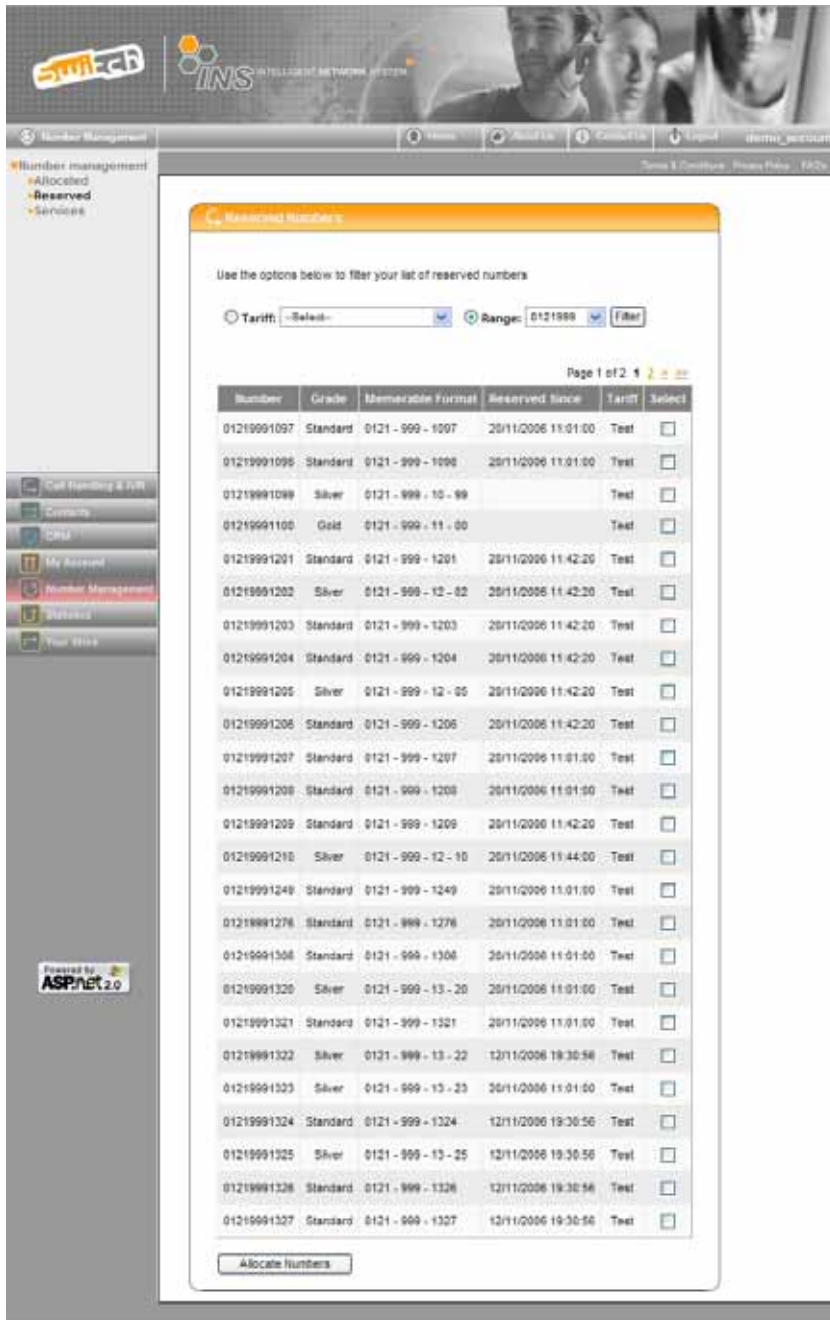 switch
INS INTELLIGENT NETWORK SYSTEM
Number Management
Home
About Us
Contact Us
Logout
demo_account
Terms & Conditions Privacy Policy FAQs
Number management
Allocated
Reserved
Services
Reserved Numbers
Use the options below to filter your list of reserved numbers
Tariff: --Select-- Range: 0121999 Filter
Page 1 of 2 1 2 > >>
Number Grade Memorable Format Reserved Since Tariff Select
01219991097 Standard 0121 - 999 - 1097 20/11/2006 11:01:00 Test
01219991098 Standard 0121 - 999 - 1098 20/11/2006 11:01:00 Test
01219991099 Silver 0121 - 999 - 10 - 99 Test
01219991100 Gold 0121 - 999 - 11 - 00 Test
01219991201 Standard 0121 - 999 - 1201 20/11/2006 11:42:20 Test
01219991202 Silver 0121 - 999 - 12 - 02 20/11/2006 11:42:20 Test
01219991203 Standard 0121 - 999 - 1203 20/11/2006 11:42:20 Test
01219991204 Standard 0121 - 999 - 1204 20/11/2006 11:42:20 Test
01219991205 Silver 0121 - 999 - 12 - 05 20/11/2006 11:42:20 Test
01219991206 Standard 0121 - 999 - 1206 20/11/2006 11:42:20 Test
01219991207 Standard 0121 - 999 - 1207 20/11/2006 11:01:00 Test
01219991208 Standard 0121 - 999 - 1208 20/11/2006 11:01:00 Test
01219991209 Standard 0121 - 999 - 1209 20/11/2006 11:42:20 Test
01219991210 Silver 0121 - 999 - 12 - 10 20/11/2006 11:44:00 Test
01219991249 Standard 0121 - 999 - 1249 20/11/2006 11:01:00 Test
01219991276 Standard 0121 - 999 - 1276 20/11/2006 11:01:00 Test
01219991306 Standard 0121 - 999 - 1306 20/11/2006 11:01:00 Test
01219991320 Silver 0121 - 999 - 13 - 20 20/11/2006 11:01:00 Test
01219991321 Standard 0121 - 999 - 1321 20/11/2006 11:01:00 Test
01219991322 Silver 0121 - 999 - 13 - 22 12/11/2006 19:30:56 Test
01219991323 Silver 0121 - 999 - 13 - 23 20/11/2006 11:01:00 Test
01219991324 Standard 0121 - 999 - 1324 12/11/2006 19:30:56 Test
01219991325 Silver 0121 - 999 - 13 - 25 12/11/2006 19:30:56 Test
01219991326 Standard 0121 - 999 - 1326 12/11/2006 19:30:56 Test
01219991327 Standard 0121 - 999 - 1327 12/11/2006 19:30:56 Test
Allocate Numbers
Call Handling & IVR
Contacts
CRM
My Account
Number Management
Statistics
Powered by
ASP.net 2.0